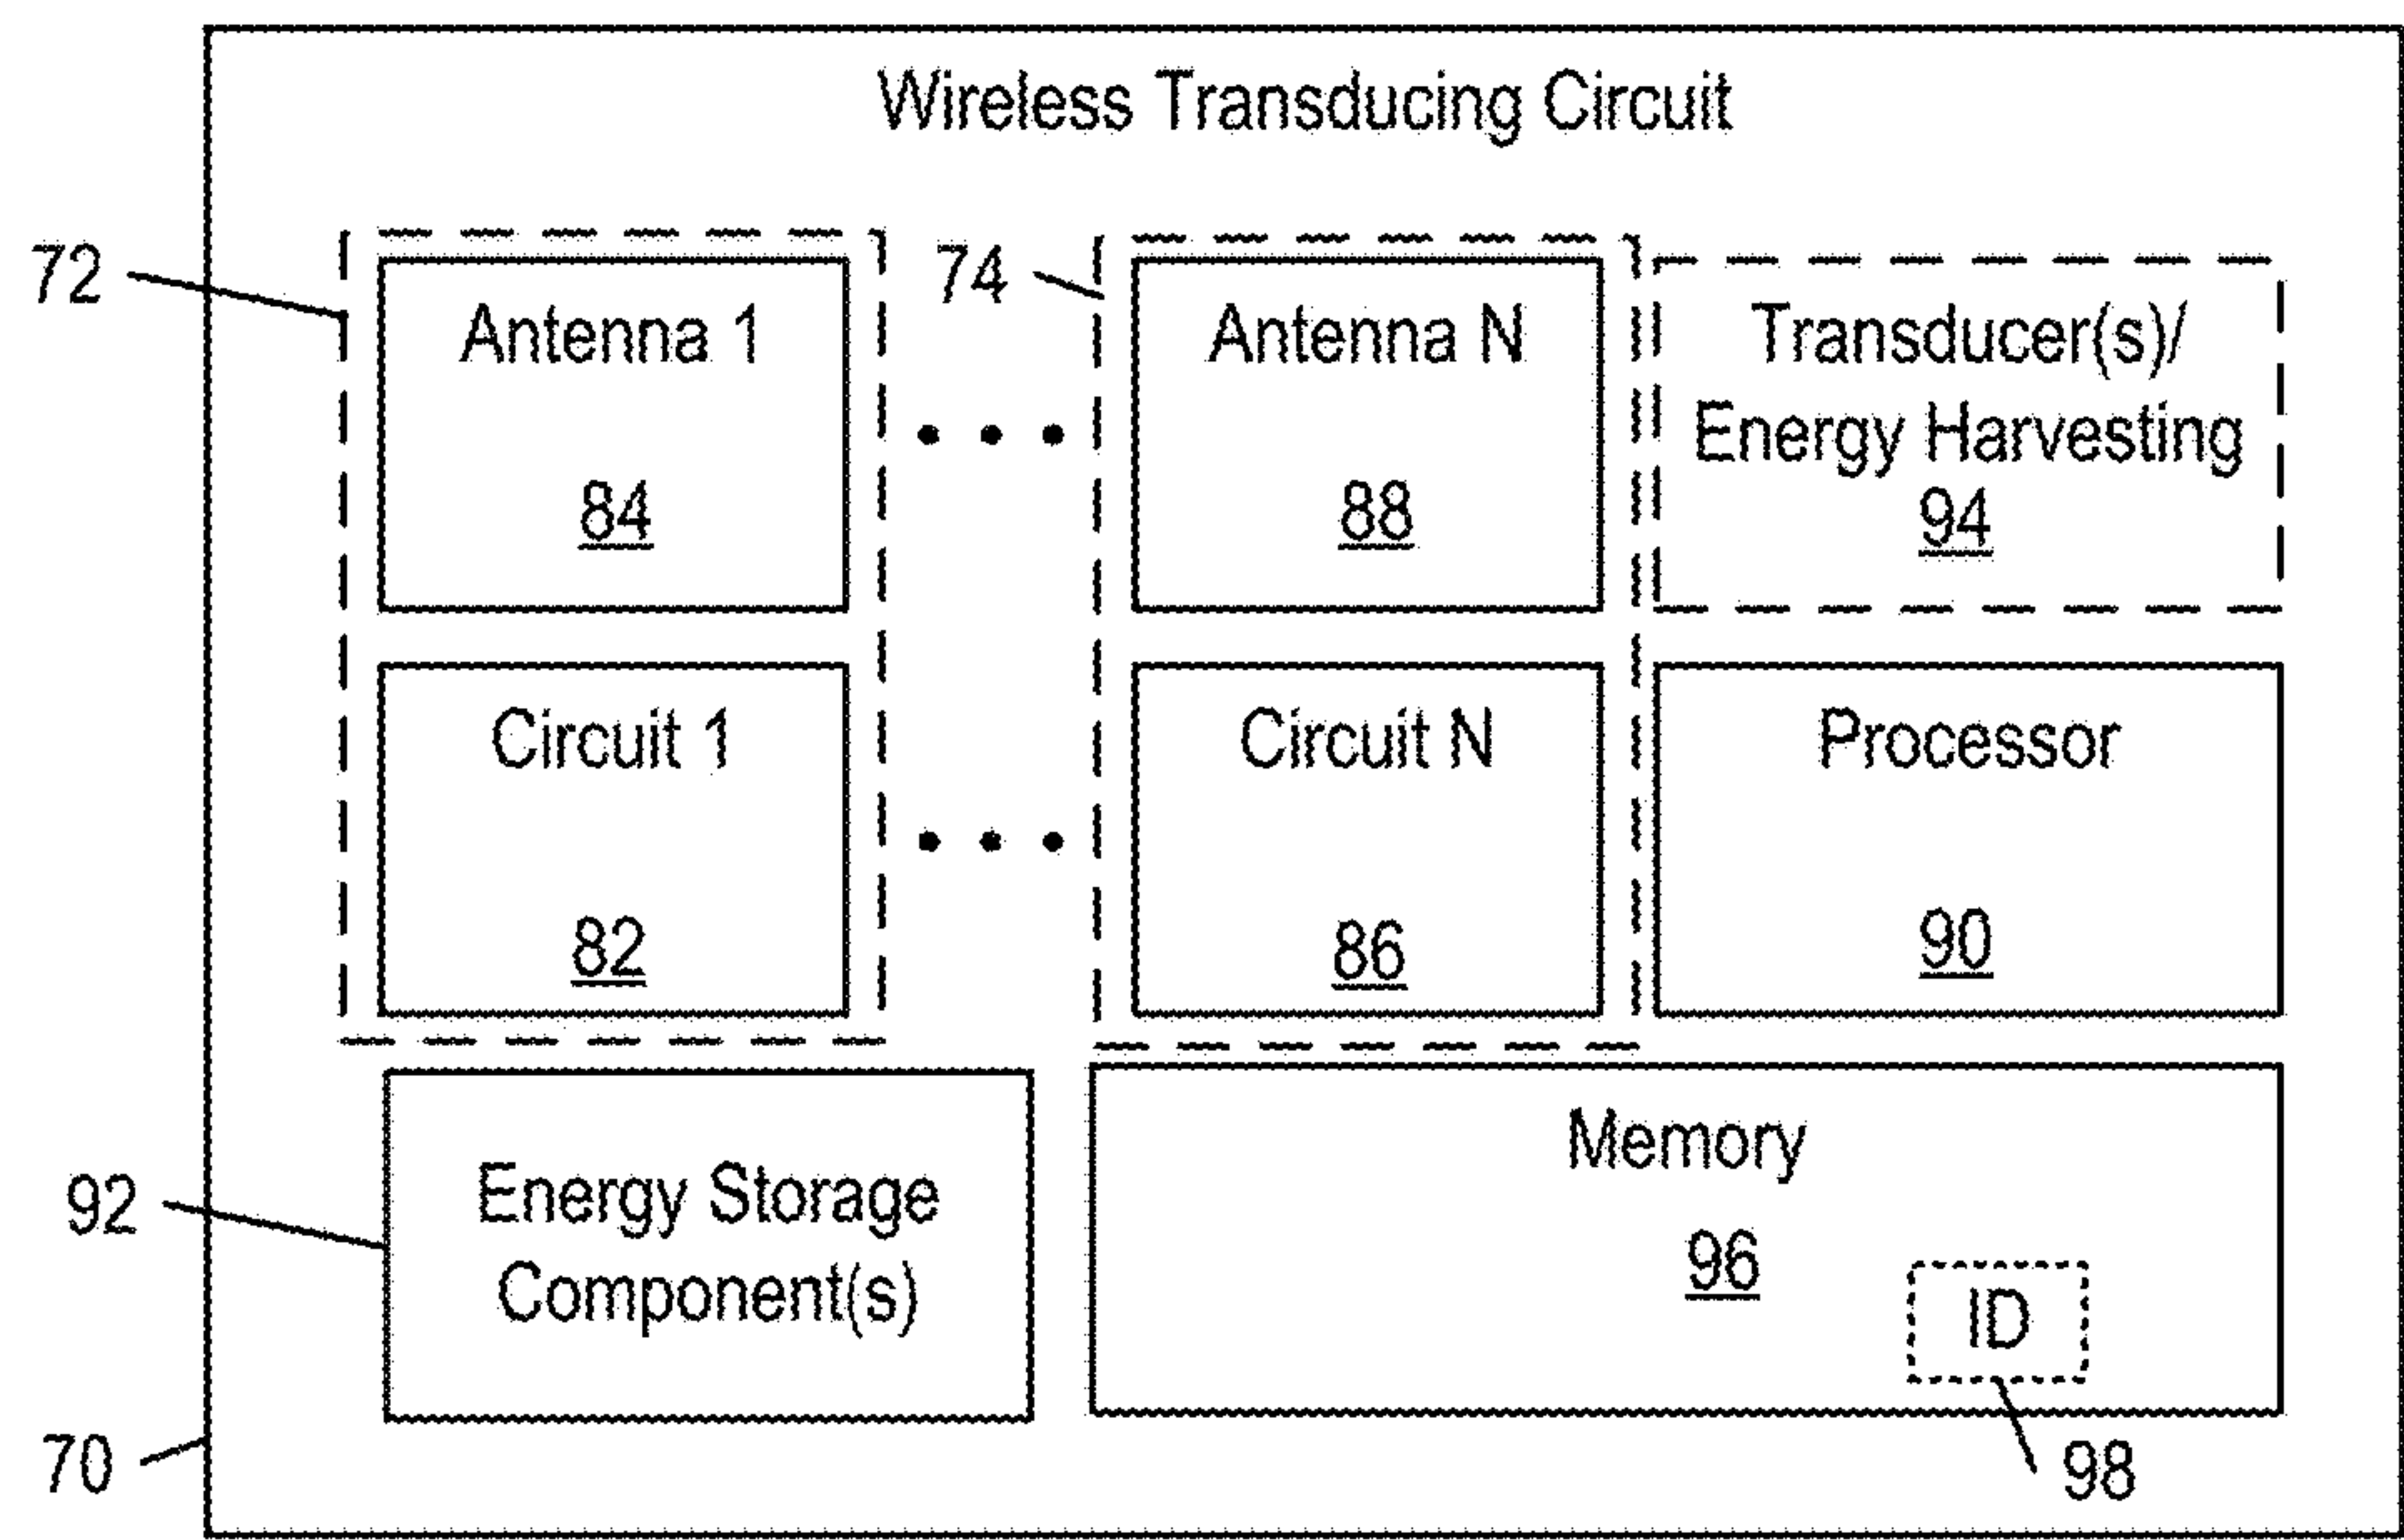 Wireless Transducing Circuit
72
Antenna 1
84
• • •
74
Antenna N
88
Transducer(s)/
Energy Harvesting
94
Circuit 1
82
• • •
Circuit N
86
Processor
90
92
Energy Storage
Component(s)
Memory
96
ID
70
98